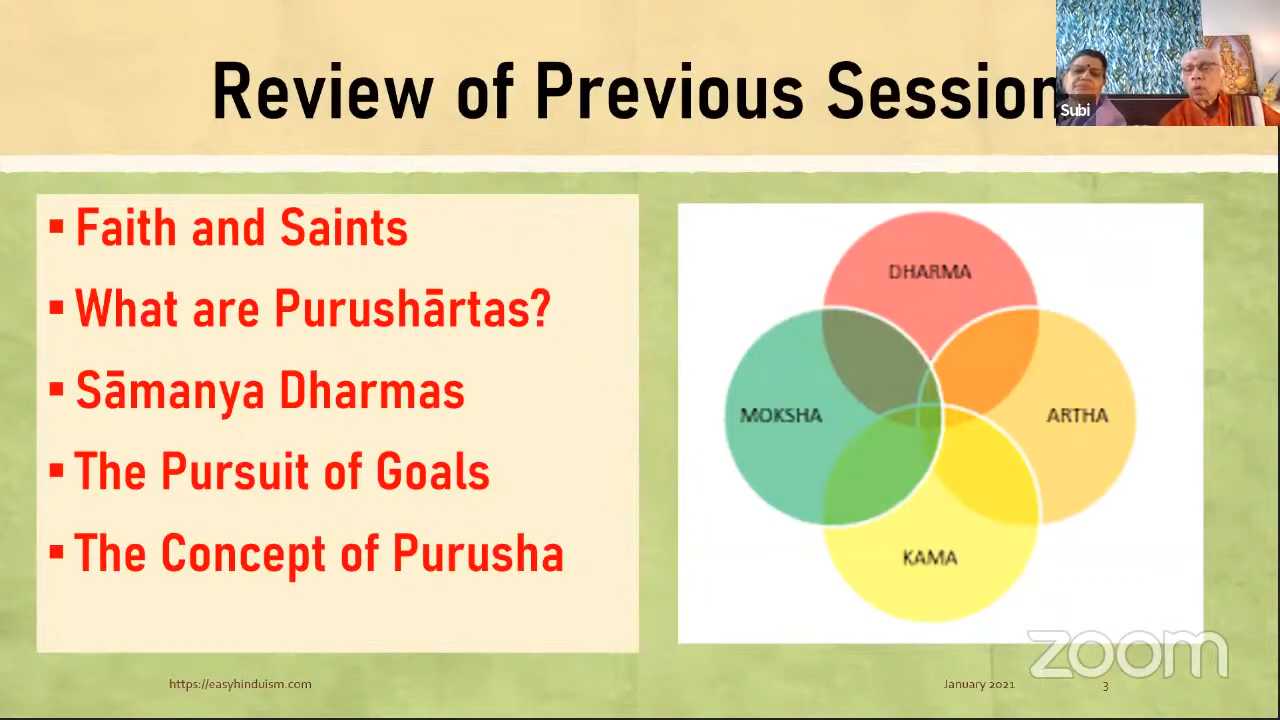 Review of Previous Session
Subi
▪ Faith and Saints
▪ What are Purushārtas?
▪ Sāmanya Dharmas
▪ The Pursuit of Goals
▪ The Concept of Purusha
DHARMA
MOKSHA
ARTHA
KAMA
zoom
https://easyhinduism.com
January 2021
3